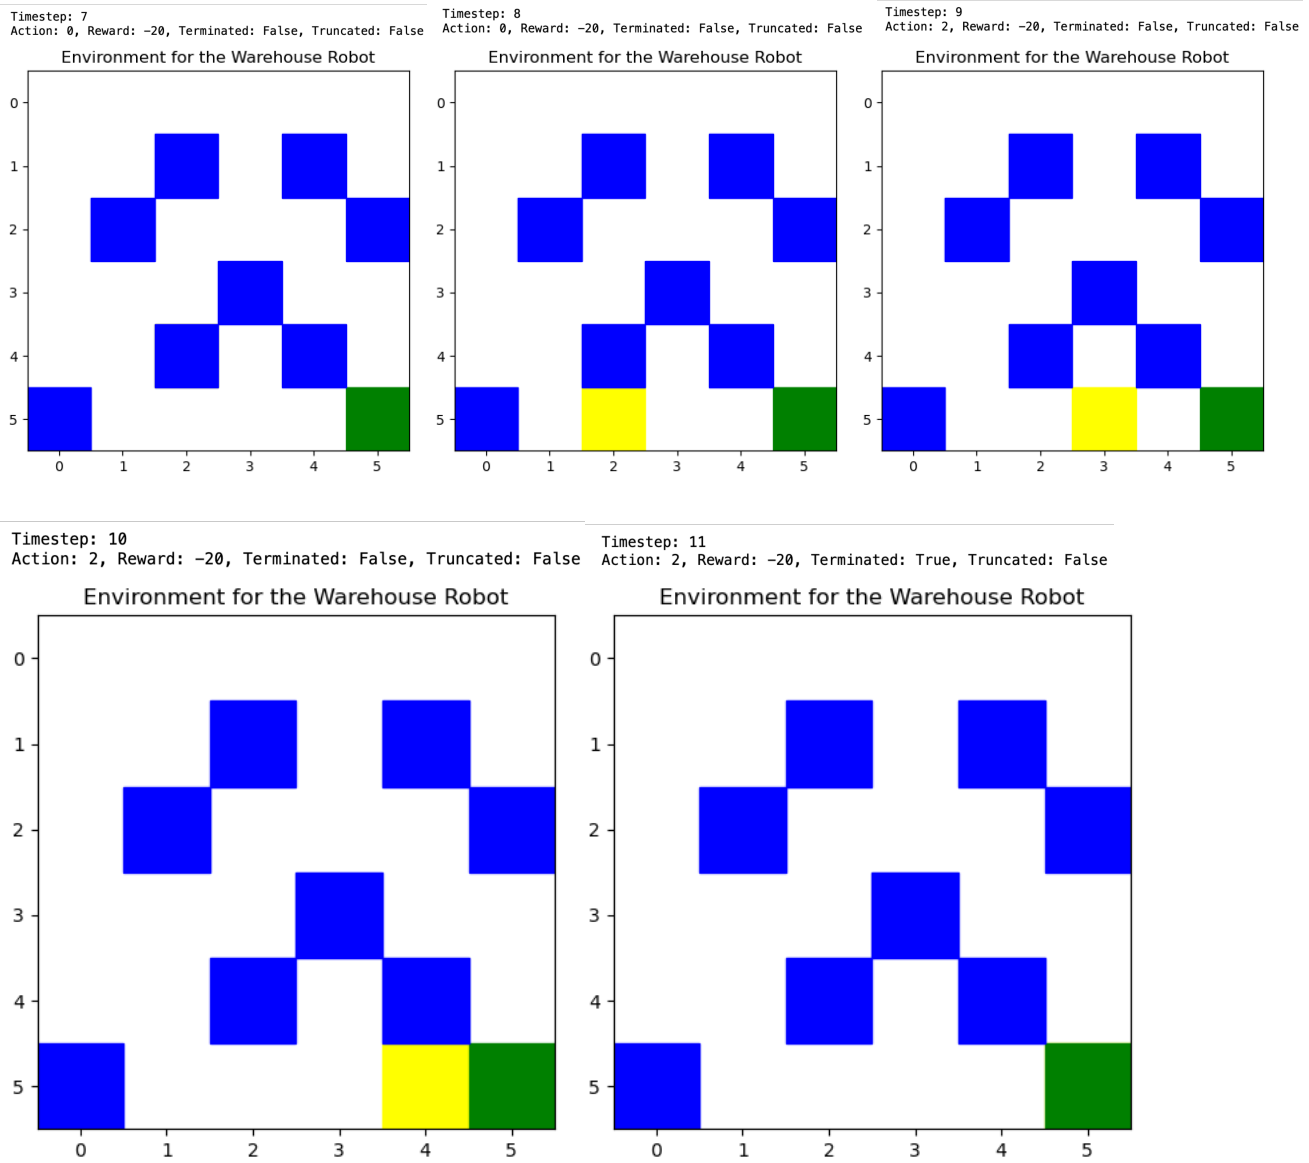 Timestep: 7
Action: 0, Reward: -20, Terminated: False, Truncated: False
Environment for the Warehouse Robot
0
1
2
3
4
5
0 1 2 3 4 5
Timestep: 8
Action: 0, Reward: -20, Terminated: False, Truncated: False
Environment for the Warehouse Robot
0
1
2
3
4
5
0 1 2 3 4 5
Timestep: 9
Action: 2, Reward: -20, Terminated: False, Truncated: False
Environment for the Warehouse Robot
0
1
2
3
4
5
0 1 2 3 4 5
Timestep: 10
Action: 2, Reward: -20, Terminated: False, Truncated: False
Environment for the Warehouse Robot
0
1
2
3
4
5
0 1 2 3 4 5
Timestep: 11
Action: 2, Reward: -20, Terminated: True, Truncated: False
Environment for the Warehouse Robot
0
1
2
3
4
5
0 1 2 3 4 5